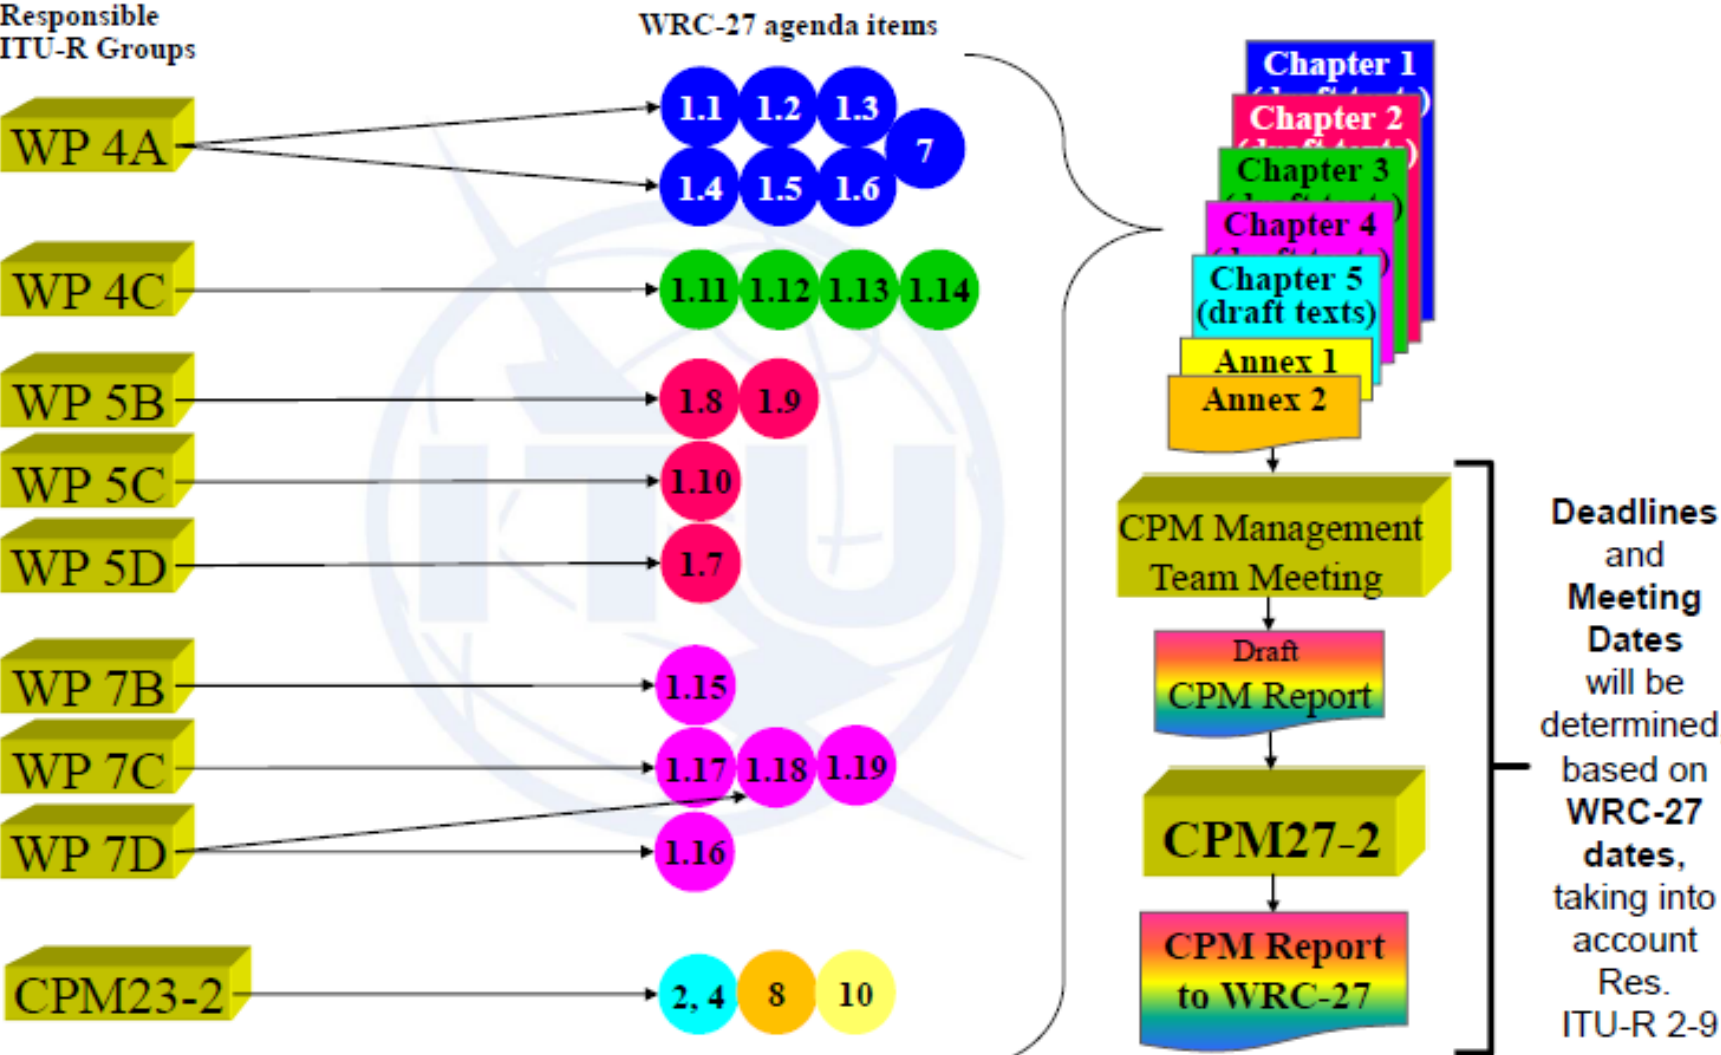 Responsible
ITU-R Groups
WRC-27 agenda items
WP 4A
1.1 1.2 1.3
7
1.4 1.5 1.6
WP 4C
1.11 1.12 1.13 1.14
WP 5B
1.8 1.9
WP 5C
1.10
WP 5D
1.7
WP 7B
1.15
WP 7C
1.17 1.18 1.19
WP 7D
1.16
CPM23-2
2, 4 8 10
ITU
Chapter 1
Chapter 2
Chapter 3
Chapter 4
Chapter 5
(draft texts)
Annex 1
Annex 2
CPM Management
Team Meeting
Draft
CPM Report
CPM27-2
CPM Report
to WRC-27
Deadlines
and
Meeting
Dates
will be
determined
based on
WRC-27
dates,
taking into
account
Res.
ITU-R 2-9